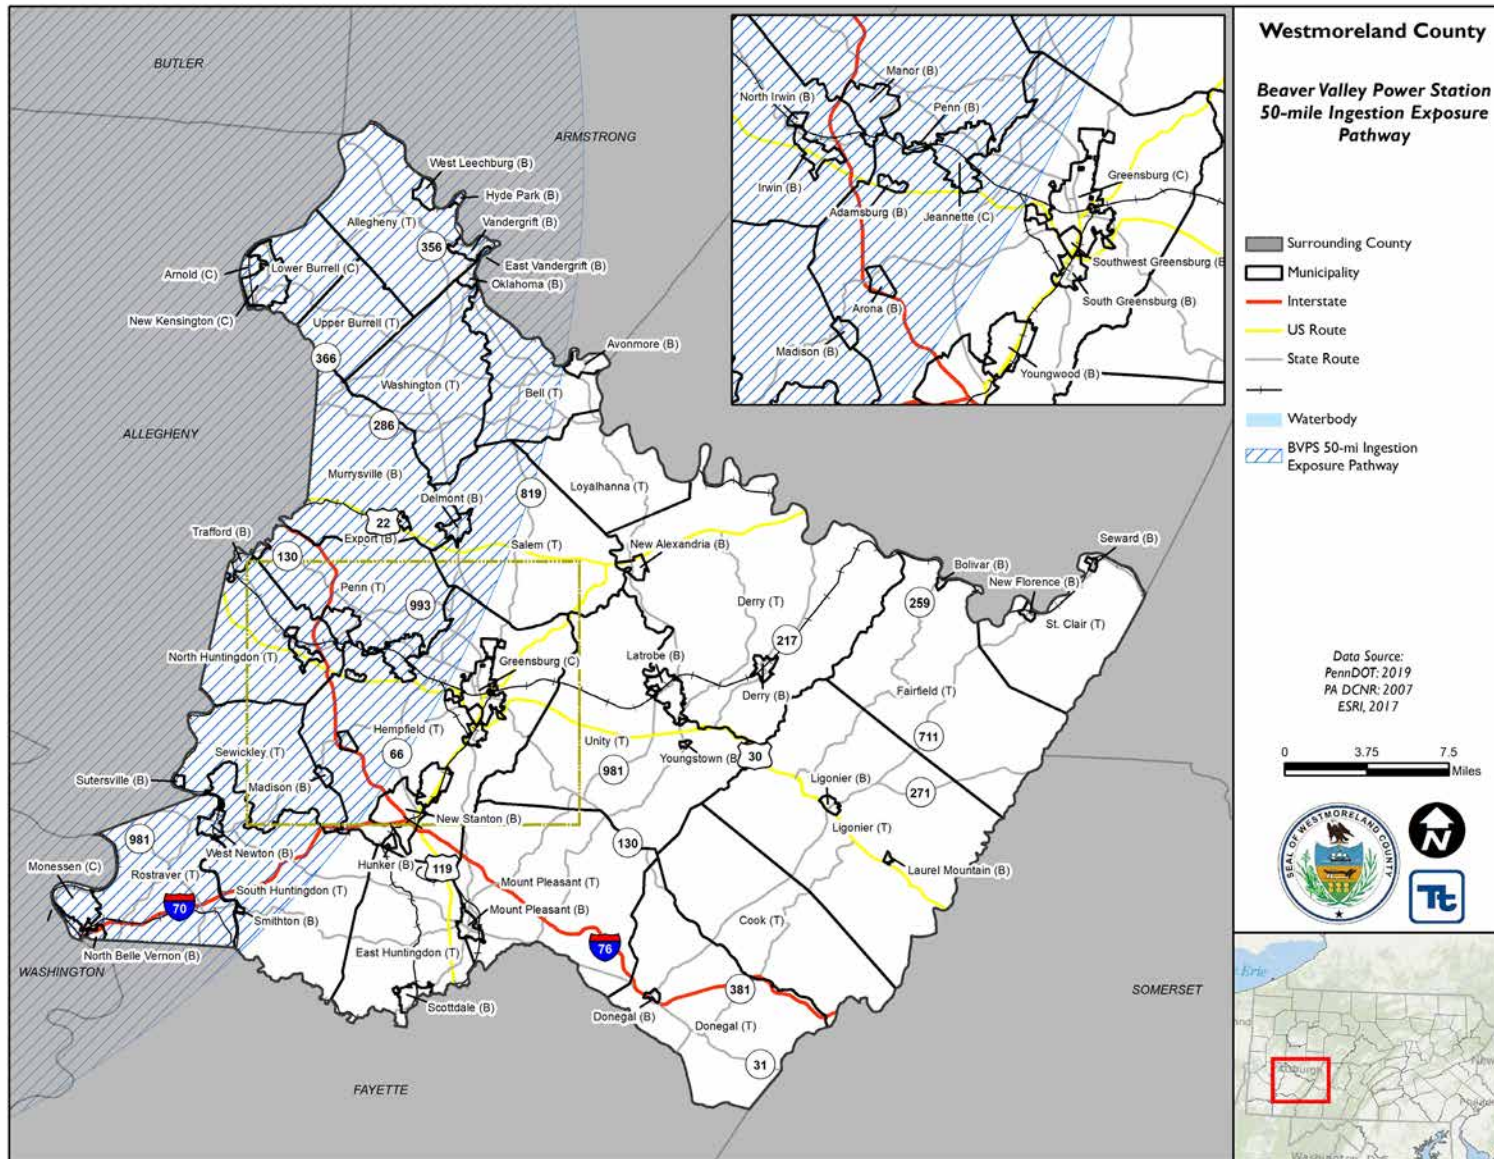 BUTLER
ARMSTRONG
ALLEGHENY
WASHINGTON
FAYETTE
SOMERSET
West Leechburg (B)
Hyde Park (B)
Allegheny (T)
Vandergrift (B)
356
East Vandergrift (B)
Arnold (C)
Lower Burrell (C)
Oklahoma (B)
New Kensington (C)
Upper Burrell (T)
366
Avonmore (B)
Washington (T)
Bell (T)
286
Murrysville (B)
Delmont (B)
819
Loyalhanna (T)
22
Trafford (B)
Export (B)
130
Salem (T)
New Alexandria (B)
Seward (B)
Bolivar (B)
New Florence (B)
Penn (T)
993
Derry (T)
259
St. Clair (T)
217
North Huntingdon (T)
Greensburg (C)
Latrobe (B)
Derry (B)
Fairfield (T)
Hempfield (T)
66
Unity (T)
711
Sewickley (T)
Youngstown (B)
30
981
Sutersville (B)
Madison (B)
Ligonier (B)
271
New Stanton (B)
Ligonier (T)
981
130
West Newton (B)
Hunker (B)
119
Monessen (C)
Rostraver (T)
South Huntingdon (T)
Mount Pleasant (T)
Laurel Mountain (B)
70
Smithton (B)
Mount Pleasant (B)
Cook (T)
North Belle Vernon (B)
East Huntingdon (T)
76
381
Scottdale (B)
Donegal (B)
Donegal (T)
31
Manor (B)
North Irwin (B)
Penn (B)
Irwin (B)
Greensburg (C)
Adamsburg (B)
Jeannette (C)
Southwest Greensburg (B
Arona (B)
South Greensburg (B)
Madison (B)
Youngwood (B)
Westmoreland County
Beaver Valley Power Station
50-mile Ingestion Exposure
Pathway
Surrounding County
Municipality
Interstate
US Route
State Route
Waterbody
BVPS 50-mi Ingestion
Exposure Pathway
Data Source:
PennDOT: 2019
PA DCNR: 2007
ESRI, 2017
0 3.75 7.5
Miles
SEAL OF WESTMORELAND COUNTY
N
Tt
Erie